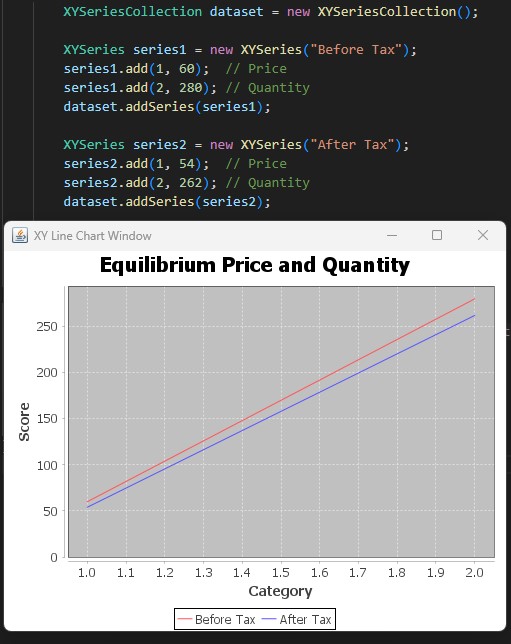 XYSeriesCollection dataset = new XYSeriesCollection();
XYSeries series1 = new XYSeries("Before Tax");
series1.add(1, 60);  // Price
series1.add(2, 280); // Quantity
dataset.addSeries(series1);
XYSeries series2 = new XYSeries("After Tax");
series2.add(1, 54);  // Price
series2.add(2, 262); // Quantity
dataset.addSeries(series2);
XY Line Chart Window
Equilibrium Price and Quantity
Score
250
200
150
100
50
0
1.0 1.1 1.2 1.3 1.4 1.5 1.6 1.7 1.8 1.9 2.0
Category
Before Tax After Tax